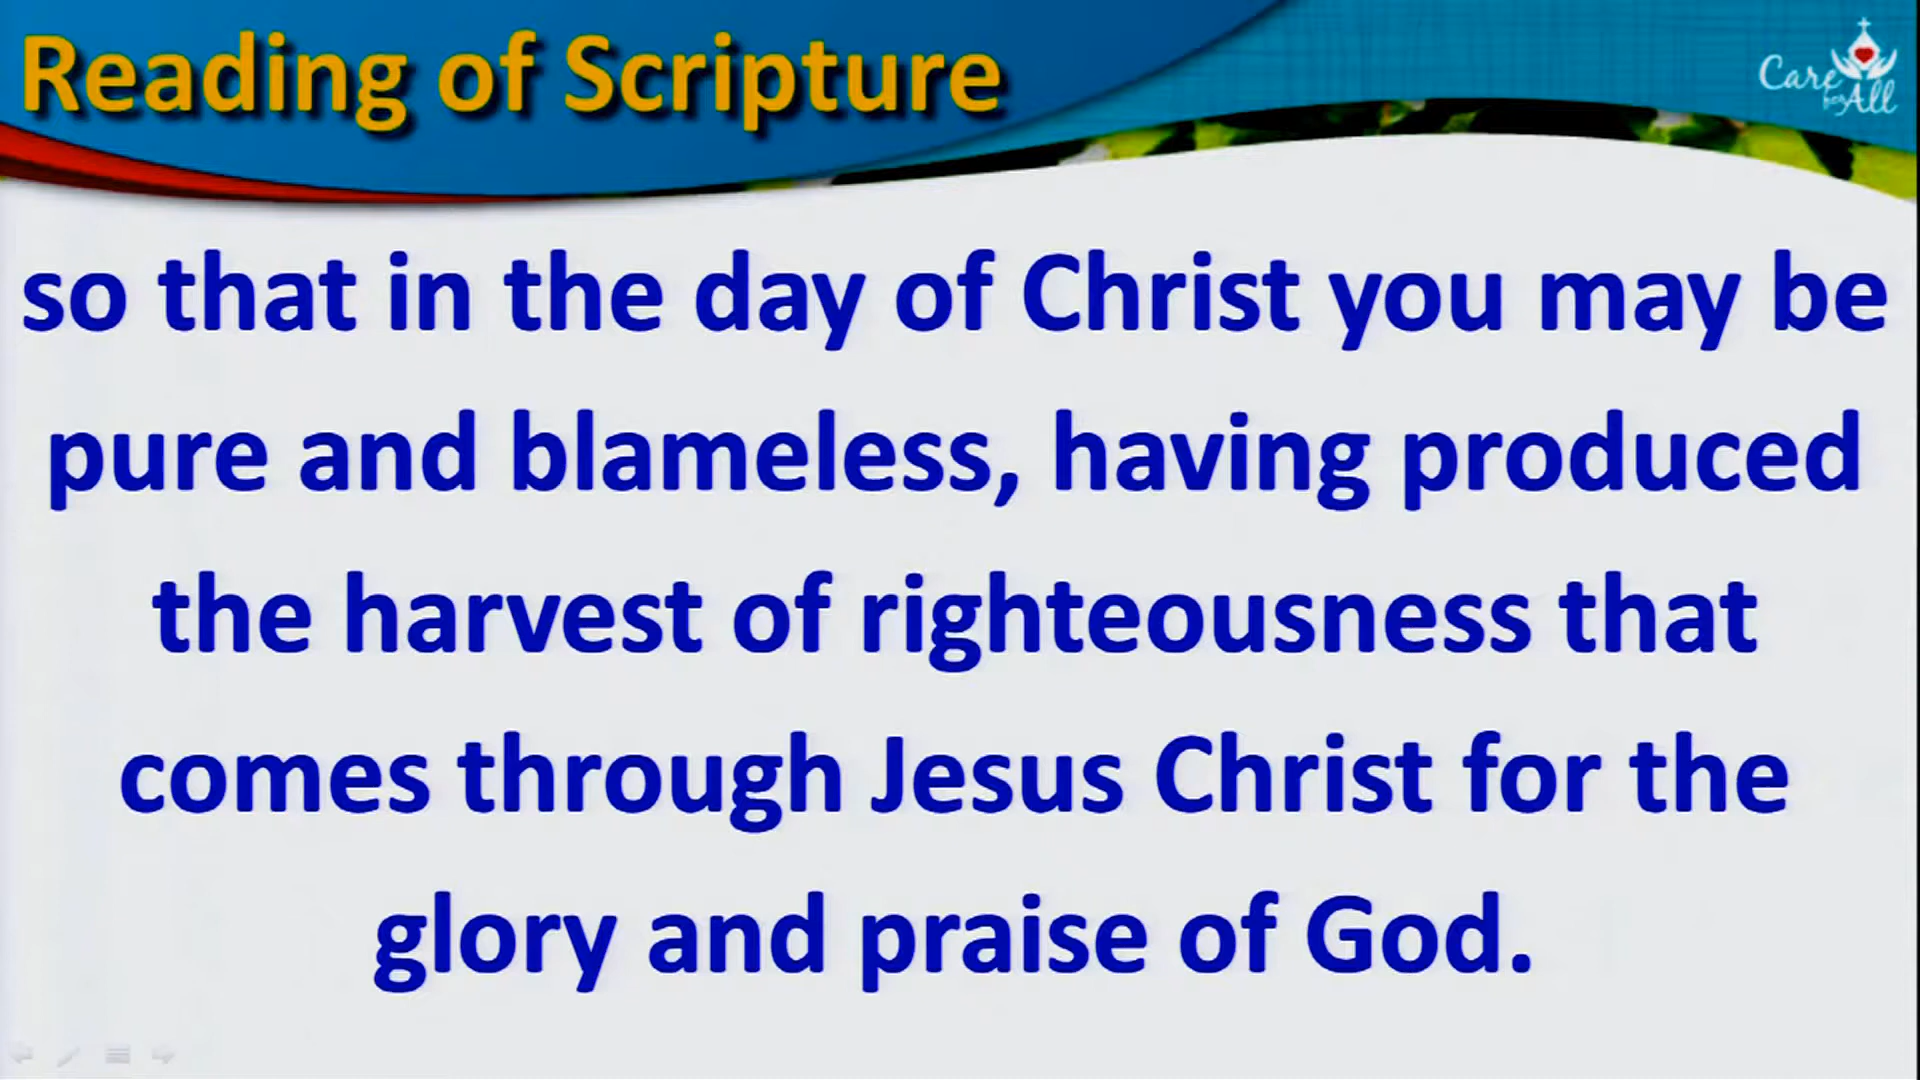 Reading of Scripture
Care
for All
so that in the day of Christ you may be
pure and blameless, having produced
the harvest of righteousness that
comes through Jesus Christ for the
glory and praise of God.